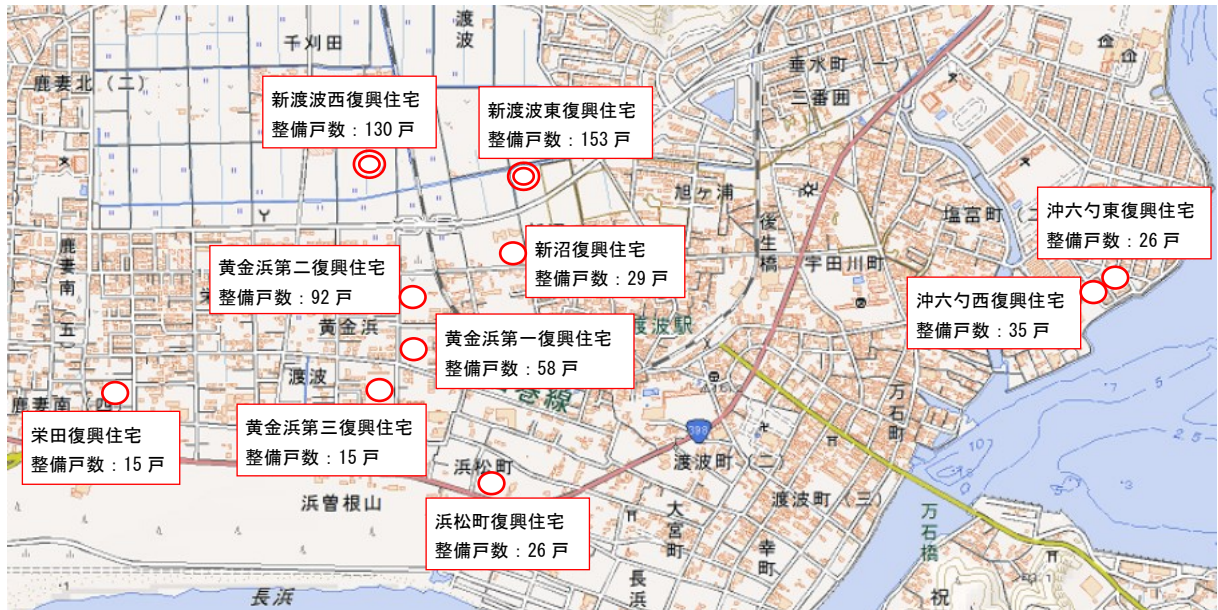 渡波
千刈田
鹿妻北（二）
垂水町（一）
二番囲
新渡波西復興住宅
整備戸数：130 戸
新渡波東復興住宅
整備戸数：153 戸
旭ヶ浦
後生橋
塩富町（二）
沖六勺東復興住宅
整備戸数：26 戸
鹿妻南（五）
新沼復興住宅
整備戸数：29 戸
宇田川町
黄金浜第二復興住宅
整備戸数：92 戸
沖六勺西復興住宅
整備戸数：35 戸
黄金浜
渡波駅
黄金浜第一復興住宅
整備戸数：58 戸
渡波
巻線
鹿妻南（四）
万石町
栄田復興住宅
整備戸数：15 戸
黄金浜第三復興住宅
整備戸数：15 戸
398
渡波町（二）
浜松町
浜曽根山
渡波町（三）
大宮町
万石橋
浜松町復興住宅
整備戸数：26 戸
幸町
長浜
長浜
祝
7
5
2.5
10
3
1